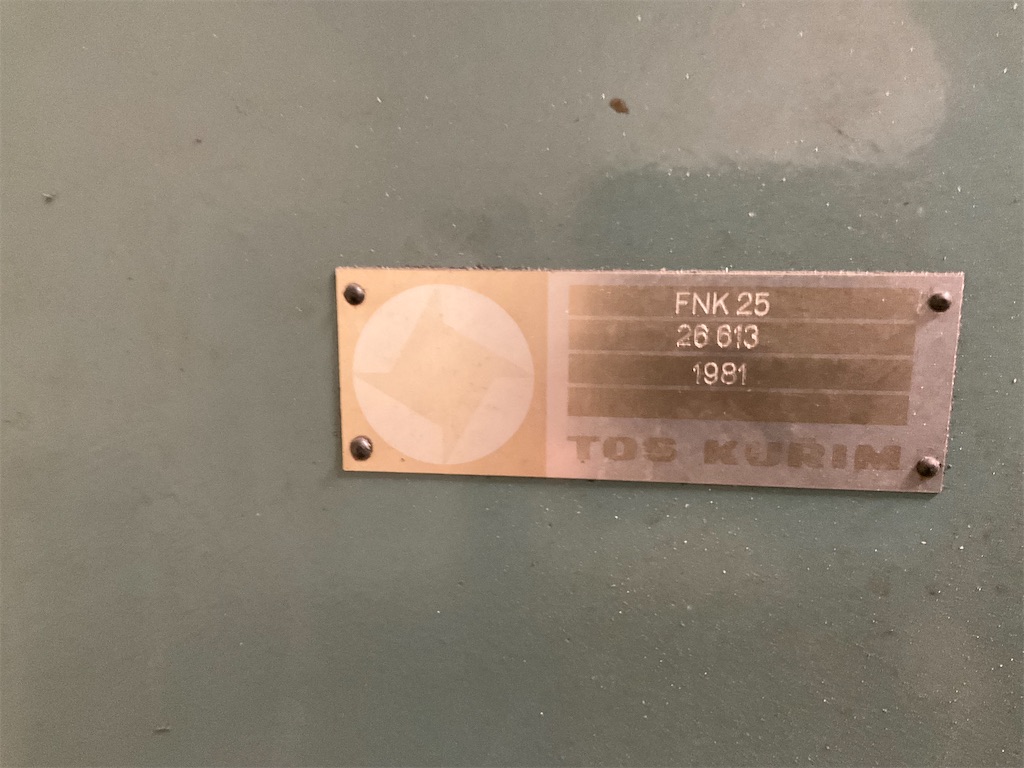 FNK 25
26 613
1981
TOS KURIM